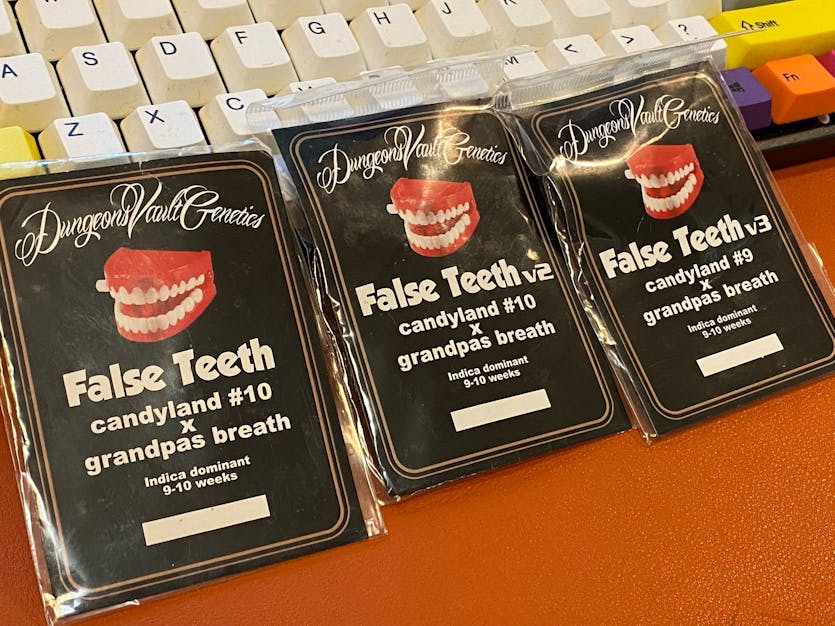 A S D F G H J K
Z X C M < > ?
Shift
Fn
DungeonsVaultGenetics
False Teeth
candyland #10
x
grandpas breath
Indica dominant
9-10 weeks
DungeonsVaultGenetics
False Teeth v2
candyland #10
x
grandpas breath
Indica dominant
9-10 weeks
DungeonsVaultGenetics
False Teeth v3
candyland #9
x
grandpas breath
Indica dominant
9-10 weeks